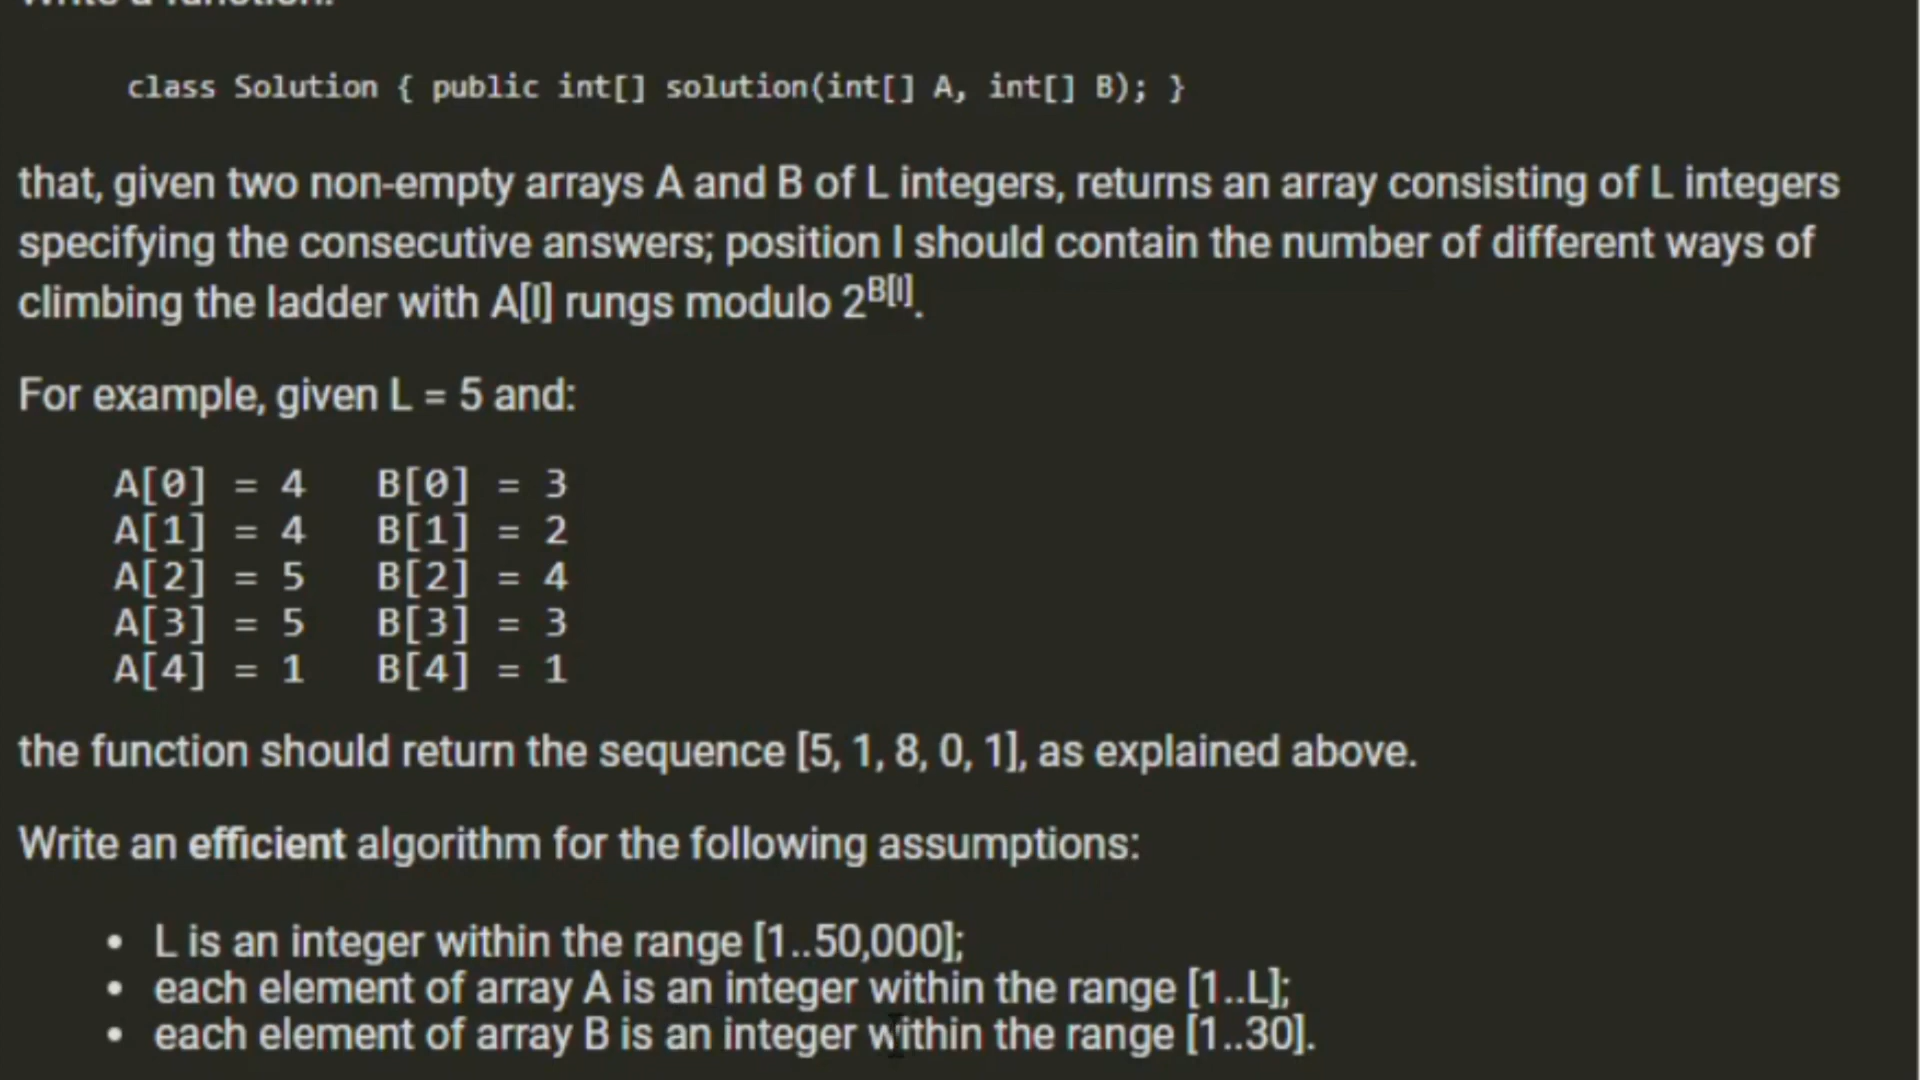 Write a function:
class Solution { public int[] solution(int[] A, int[] B); }
that, given two non-empty arrays A and B of L integers, returns an array consisting of L integers
specifying the consecutive answers; position I should contain the number of different ways of
climbing the ladder with A[I] rungs modulo 2^B[I].
For example, given L = 5 and:
A[0] = 4 B[0] = 3
A[1] = 4 B[1] = 2
A[2] = 5 B[2] = 4
A[3] = 5 B[3] = 3
A[4] = 1 B[4] = 1
the function should return the sequence [5, 1, 8, 0, 1], as explained above.
Write an efficient algorithm for the following assumptions:
• L is an integer within the range [1..50,000];
• each element of array A is an integer within the range [1..L];
• each element of array B is an integer within the range [1..30].